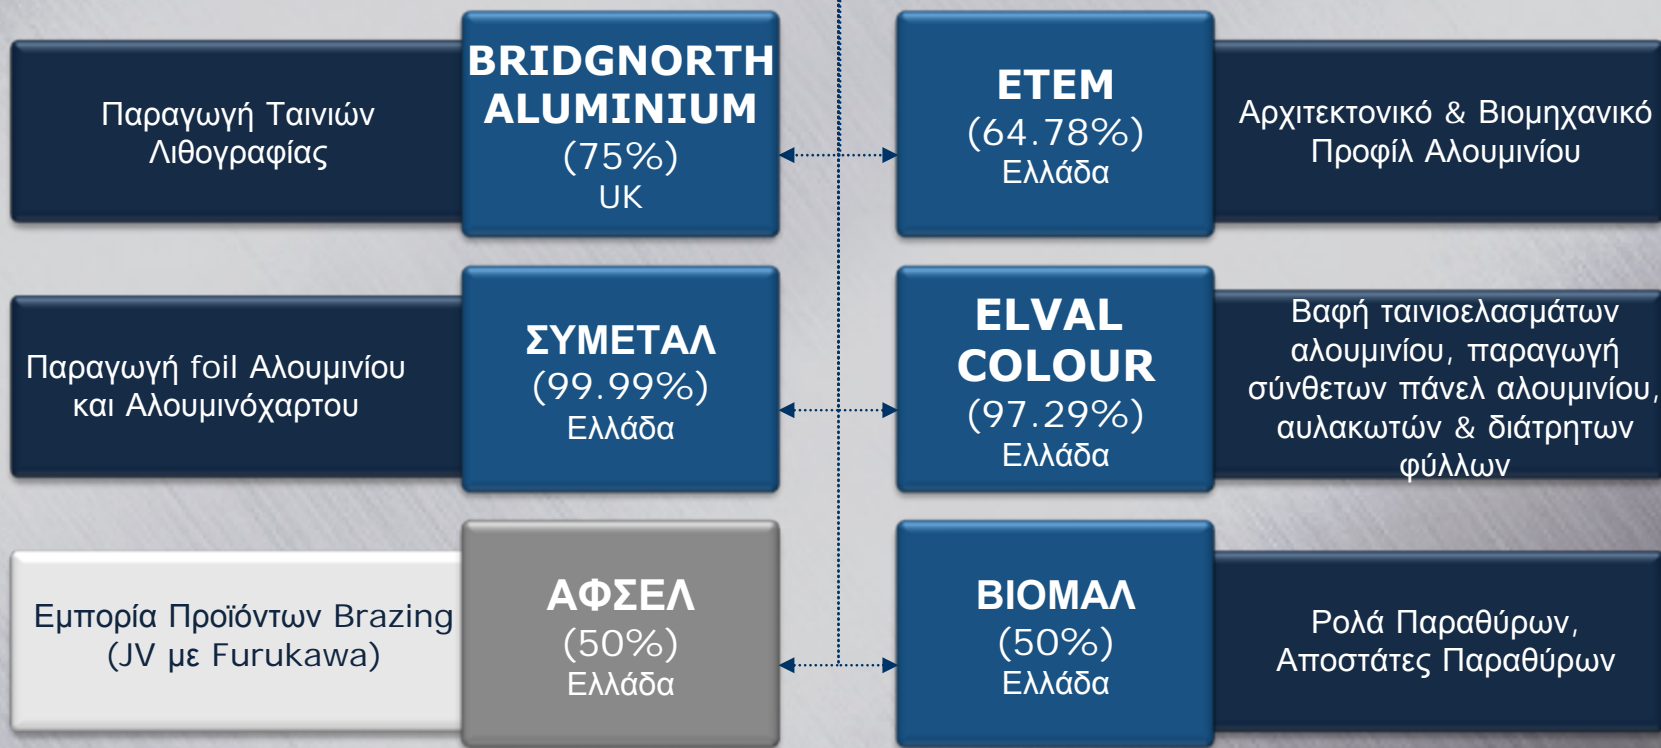 Παραγωγή Ταινιών
Λιθογραφίας
BRIDGNORTH
ALUMINIUM
(75%)
UK
ETEM
(64.78%)
Ελλάδα
Αρχιτεκτονικό & Βιομηχανικό
Προφίλ Αλουμινίου
Παραγωγή foil Αλουμινίου
και Αλουμινόχαρτου
ΣΥΜΕΤΑΛ
(99.99%)
Ελλάδα
ELVAL
COLOUR
(97.29%)
Ελλάδα
Βαφή ταινιοελασμάτων
αλουμινίου, παραγωγή
σύνθετων πάνελ αλουμινίου,
αυλακωτών & διάτρητων
φύλλων
Εμπορία Προϊόντων Brazing
(JV με Furukawa)
ΑΦΣΕΛ
(50%)
Ελλάδα
ΒΙΟΜΑΛ
(50%)
Ελλάδα
Ρολά Παραθύρων,
Αποστάτες Παραθύρων